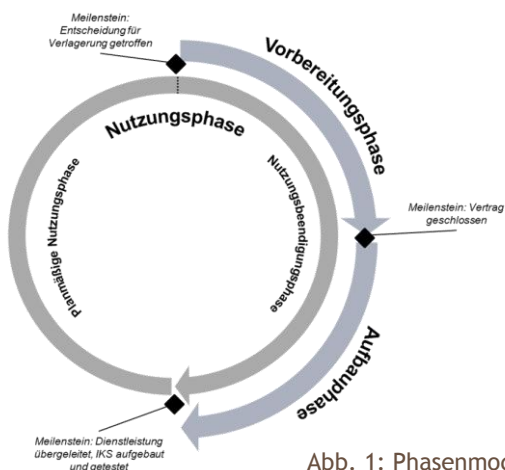 Meilenstein:
Entscheidung für
Verlagerung getroffen
Vorbereitungsphase
Nutzungsphase
Planmäßige Nutzungsphase
Nutzungsbeendigungsphase
Meilenstein: Vertrag
geschlossen
Aufbauphase
Meilenstein: Dienstleistung
übergeleitet, IKS aufgebaut
und getestet
Abb. 1: Phasenmo